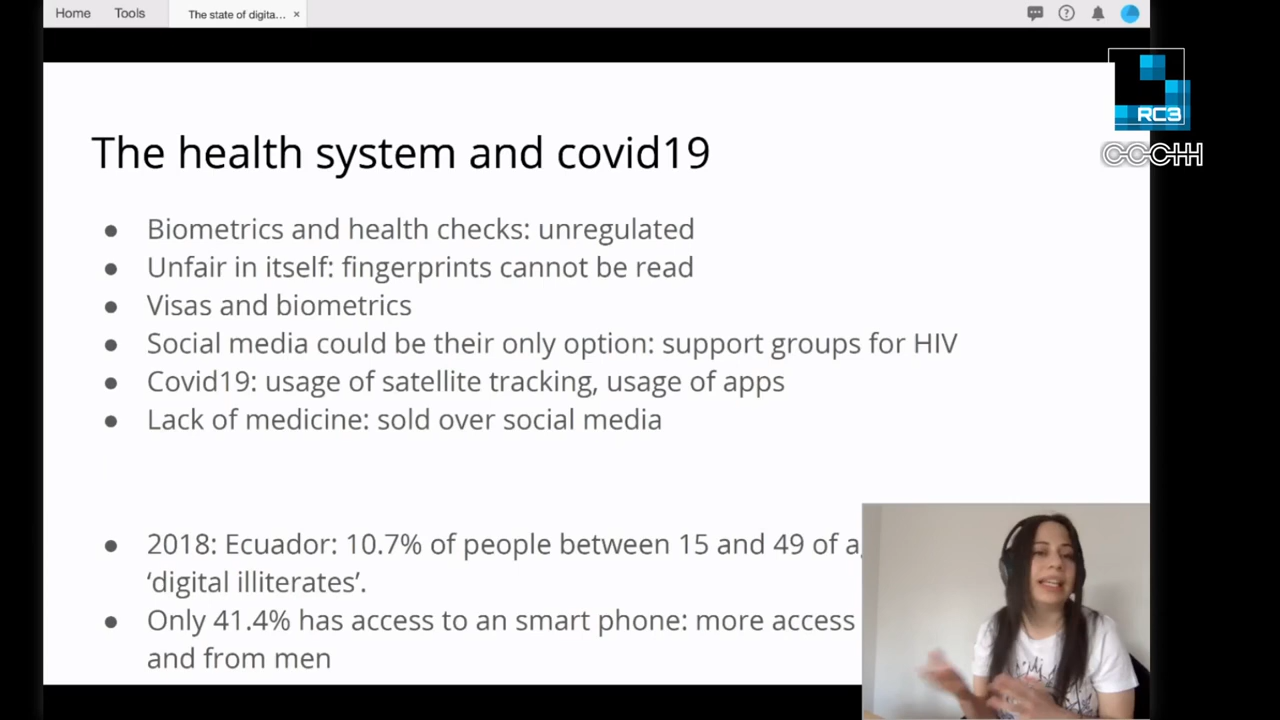 Home Tools The state of digita... ×
RC3
CCCHH
The health system and covid19
● Biometrics and health checks: unregulated
● Unfair in itself: fingerprints cannot be read
● Visas and biometrics
● Social media could be their only option: support groups for HIV
● Covid19: usage of satellite tracking, usage of apps
● Lack of medicine: sold over social media
● 2018: Ecuador: 10.7% of people between 15 and 49 of a
‘digital illiterates’.
● Only 41.4% has access to an smart phone: more access
and from men